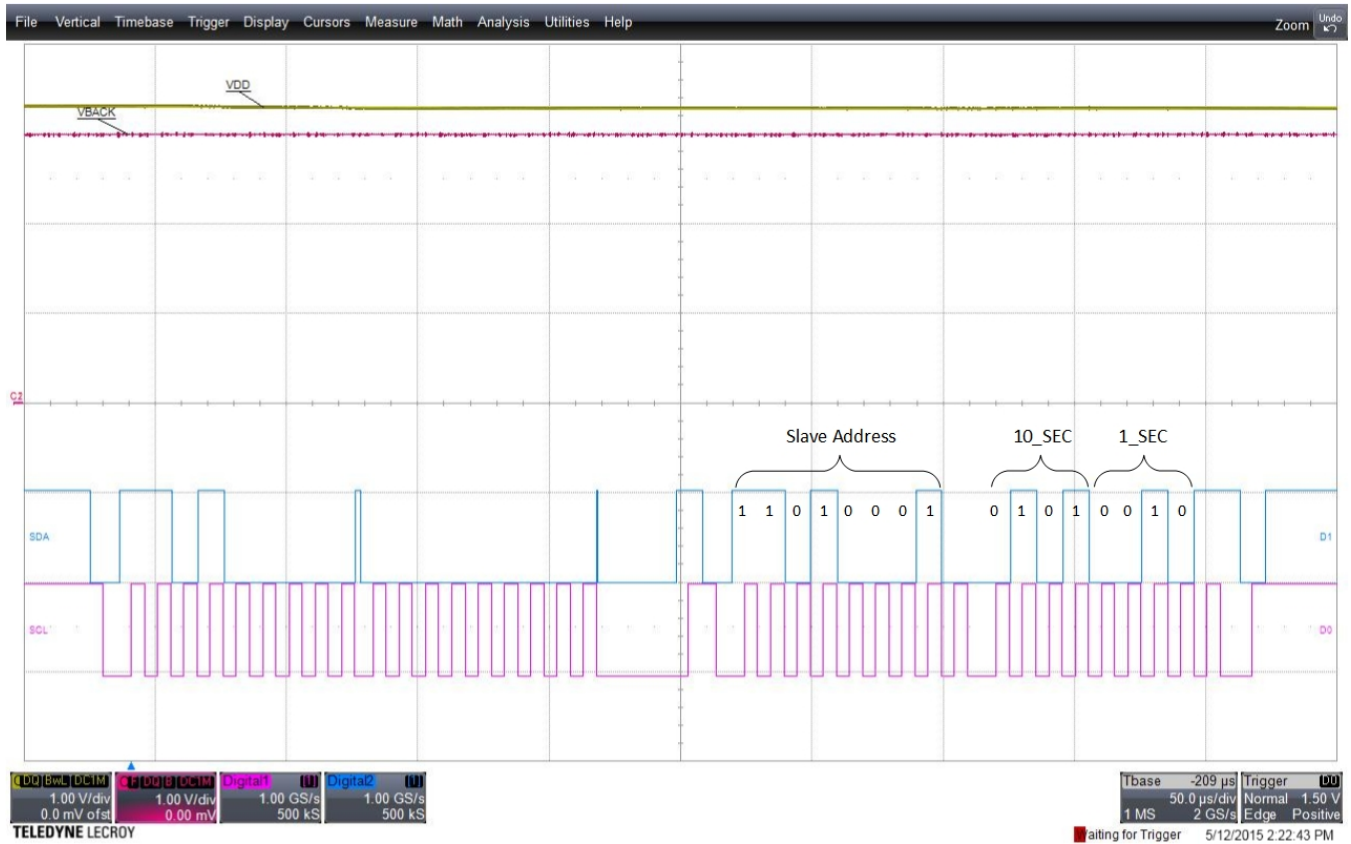 File Vertical Timebase Trigger Display Cursors Measure Math Analysis Utilities Help
Zoom Undo
VDD
VBACK
C2
Slave Address 10_SEC 1_SEC
1 1 0 1 0 0 0 1 0 1 0 1 0 0 1 0
SDA D1
SCL D0
BwL DC1M
1.00 V/div
0.0 mV ofst
1.00 V/div
0.00 mV
Digital1
1.00 GS/s
500 kS
Digital2
1.00 GS/s
500 kS
Tbase -209 µs
50.0 µs/div
1 MS 2 GS/s
Trigger D0
Normal 1.50 V
Edge Positive
TELEDYNE LECROY
aiting for Trigger 5/12/2015 2:22:43 PM